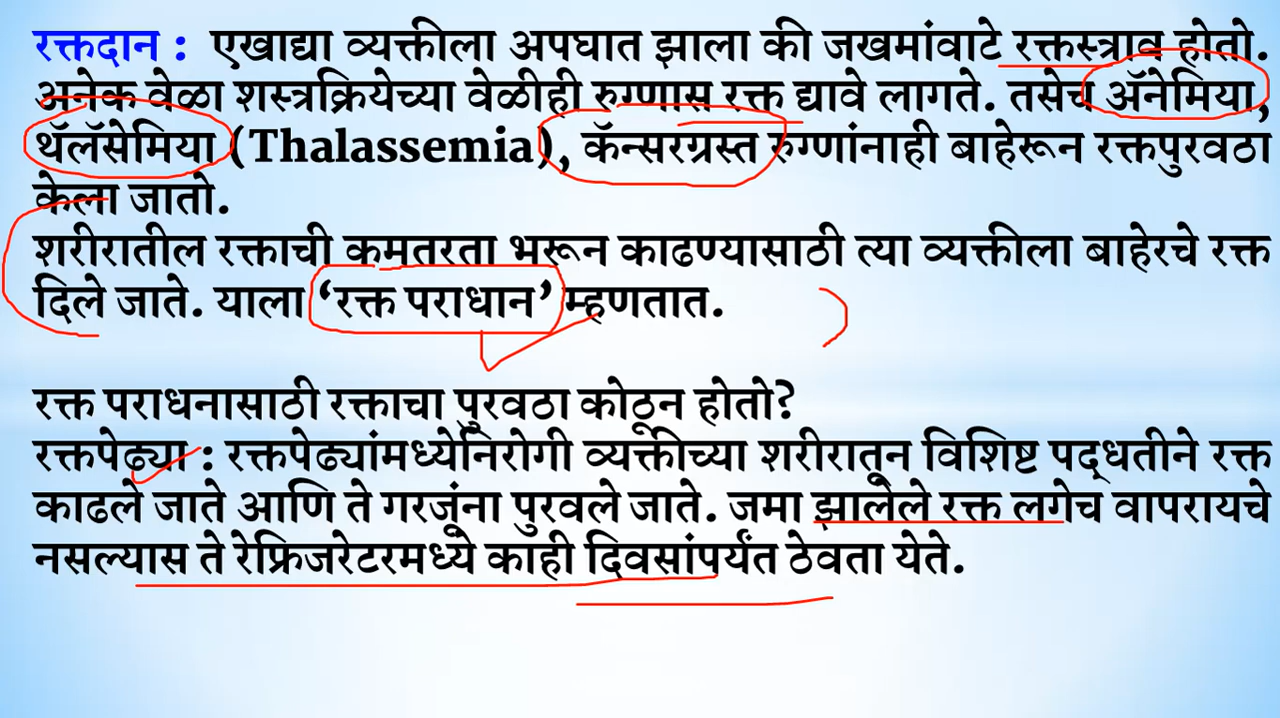 रक्तदान : एखाद्या व्यक्तीला अपघात झाला की जखमांवाटे रक्तस्त्राव होतो.
अनेक वेळा शस्त्रक्रियेच्या वेळीही रुग्णास रक्त द्यावे लागते. तसेच ॲनेमिया,
थॅलॅसेमिया (Thalassemia), कॅन्सरग्रस्त रुग्णांनाही बाहेरून रक्तपुरवठा
केला जातो.
शरीरातील रक्ताची कमतरता भरून काढण्यासाठी त्या व्यक्तीला बाहेरचे रक्त
दिले जाते. याला ‘रक्त पराधान’ म्हणतात.
रक्त पराधनासाठी रक्ताचा पुरवठा कोठून होतो?
रक्तपेढ्या : रक्तपेढ्यांमध्येनिरोगी व्यक्तीच्या शरीरातून विशिष्ट पद्धतीने रक्त
काढले जाते आणि ते गरजूंना पुरवले जाते. जमा झालेले रक्त लगेच वापरायचे
नसल्यास ते रेफ्रिजरेटरमध्ये काही दिवसांपर्यंत ठेवता येते.